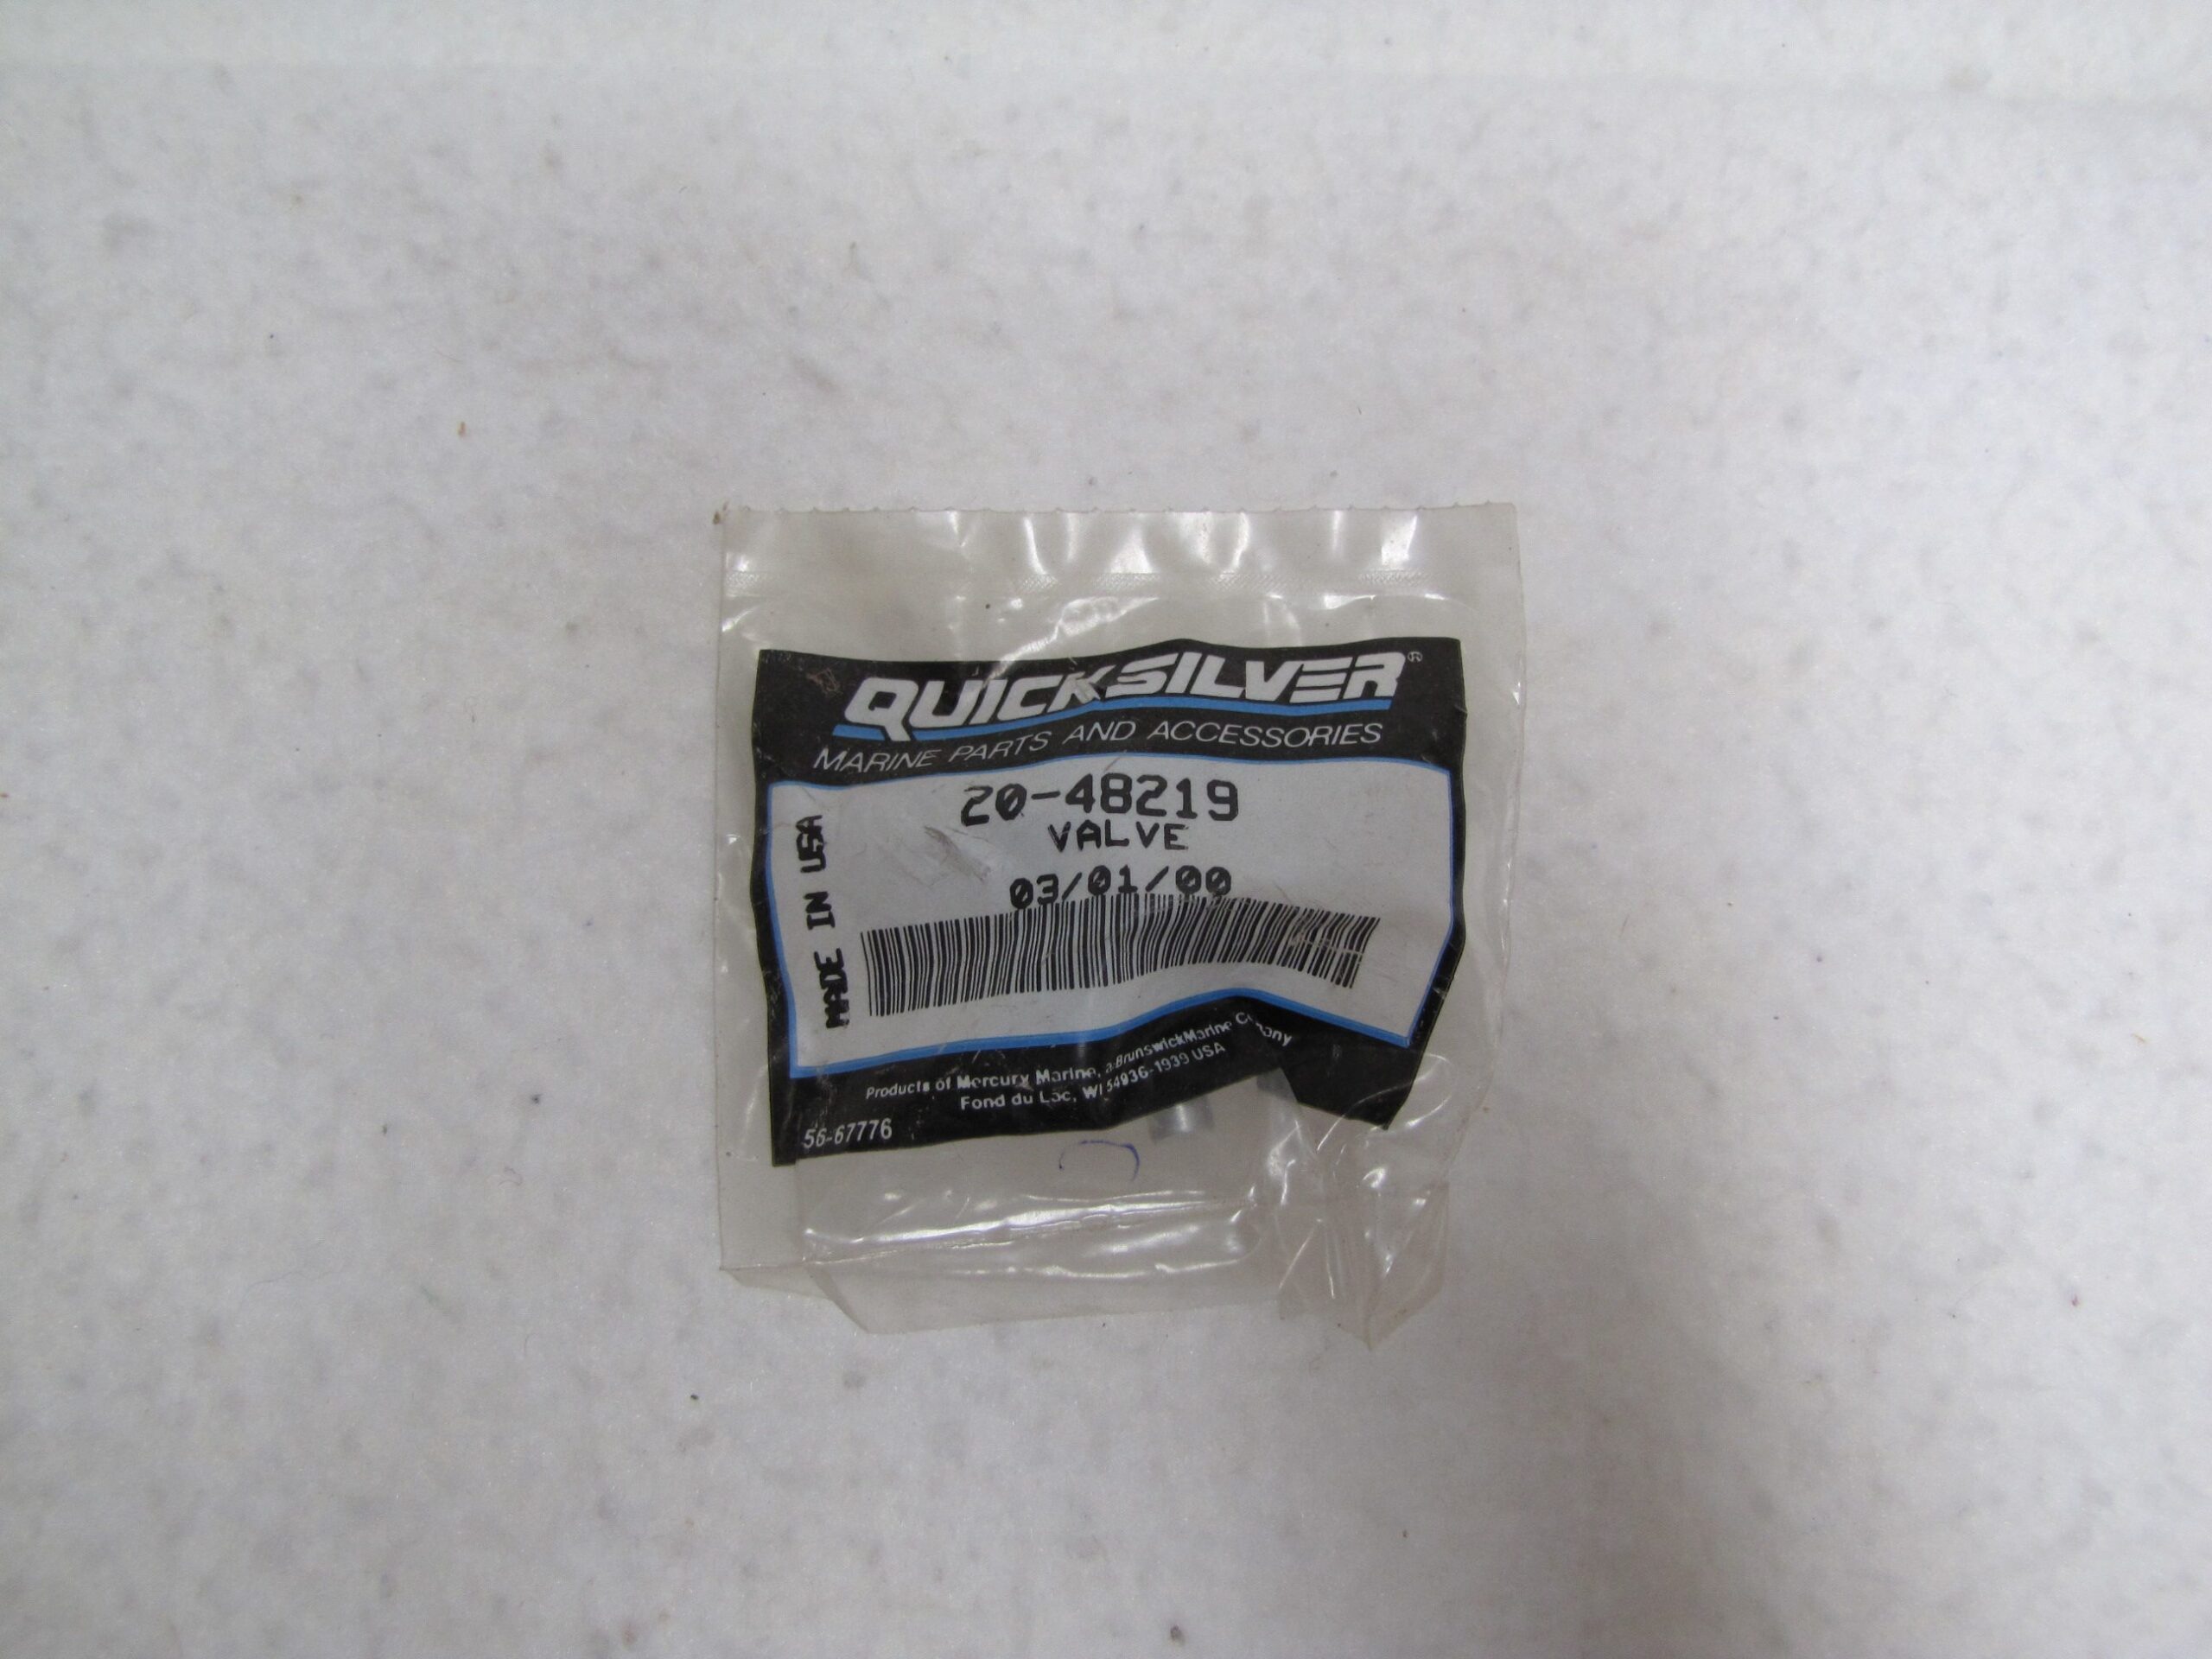 QUICKSILVER®
MARINE PARTS AND ACCESSORIES
20-48219
VALVE
03/01/00
MADE IN USA
Products of Mercury Marine, a Brunswick Marine
Fond du Lac, WI 54936-1939 USA
56-67776